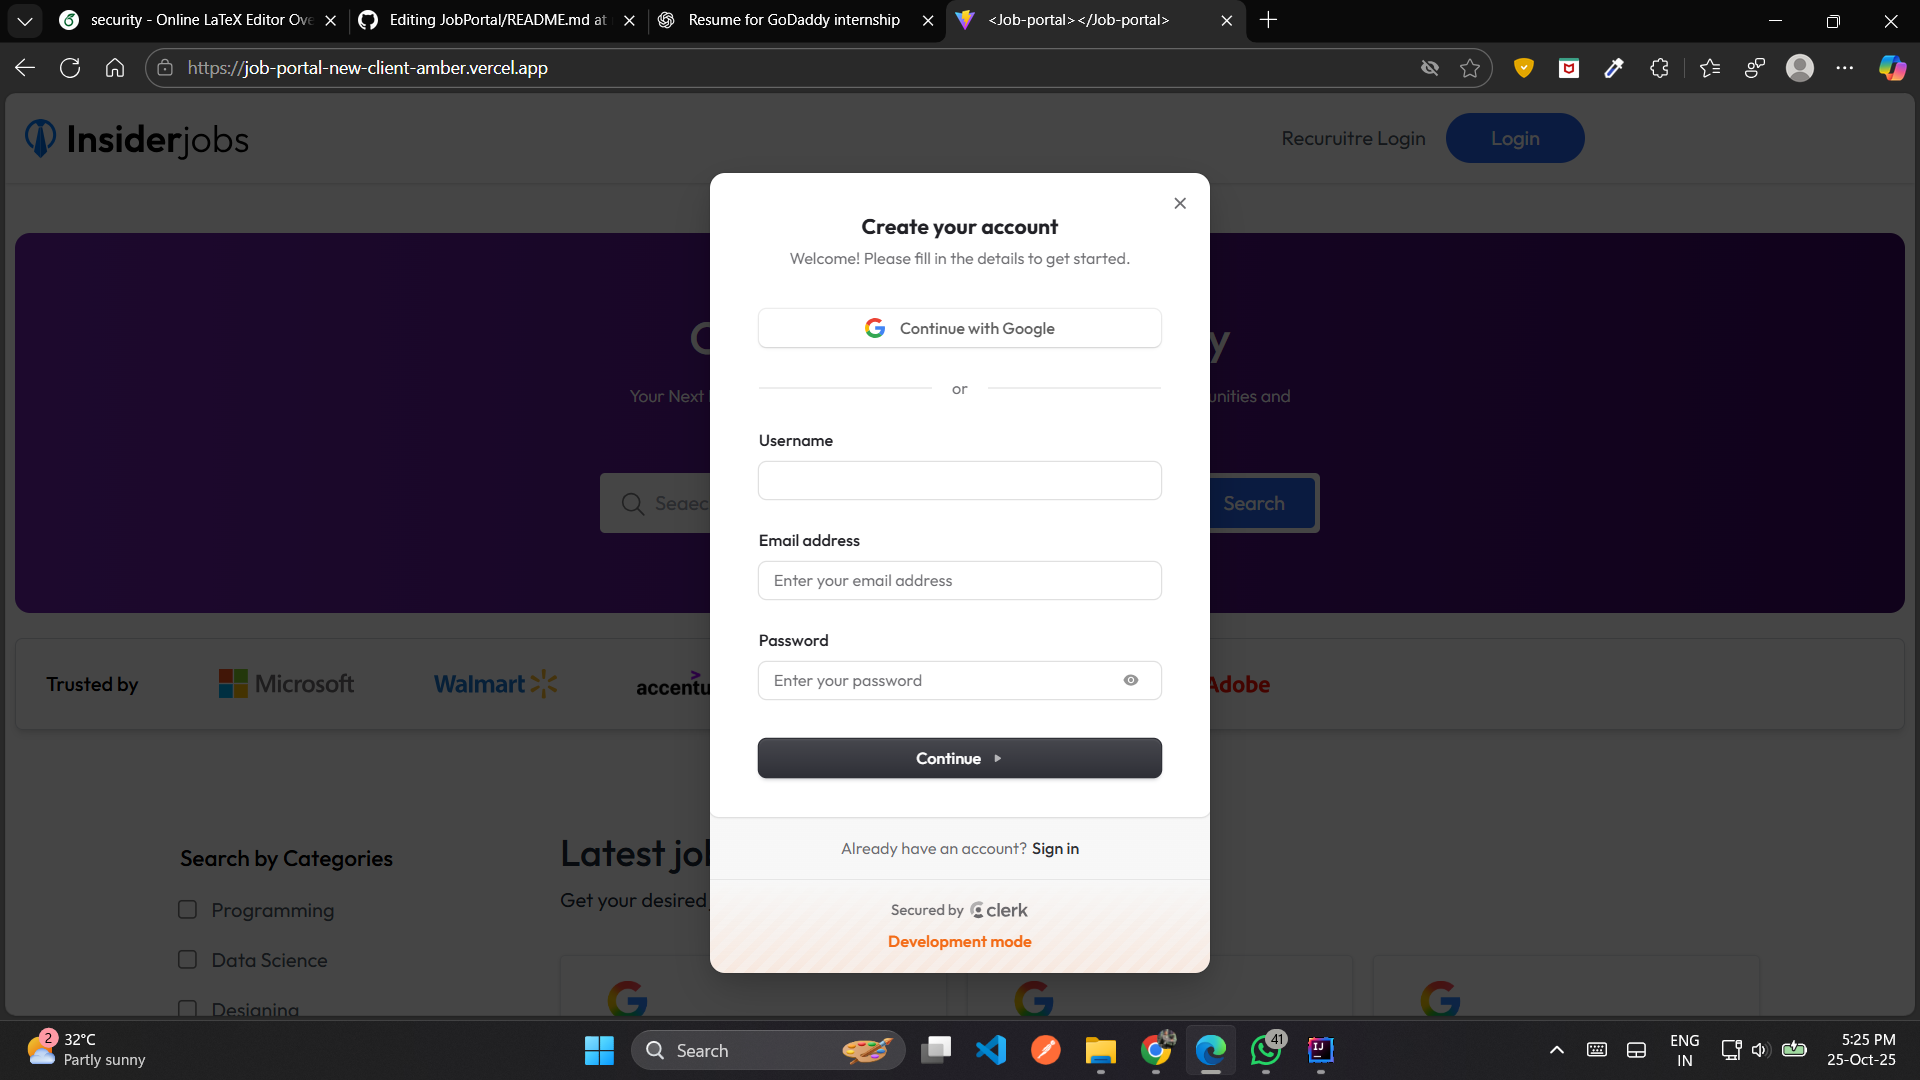 security - Online LaTeX Editor Ove
Editing JobPortal/README.md at
Resume for GoDaddy internship
<Job-portal></Job-portal>
https://job-portal-new-client-amber.vercel.app
Insiderjobs
Recuruitre Login
Login
Create your account
Welcome! Please fill in the details to get started.
Continue with Google
or
Your Next
unities and
Username
Seaec
Search
Email address
Enter your email address
Password
Enter your password
Trusted by
Microsoft
Walmart
accentu
Adobe
Continue
Already have an account? Sign in
Secured by clerk
Development mode
Search by Categories
Programming
Data Science
Designing
Latest jo
Get your desired
2
32°C
Partly sunny
Search
41
IJ
ENG
IN
5:25 PM
25-Oct-25